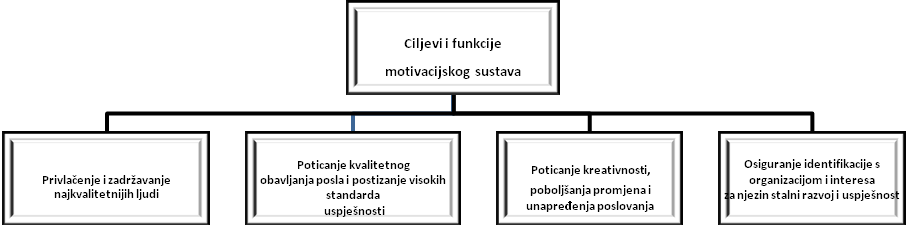 Ciljevi i funkcije
motivacijskog sustava
Privlačenje i zadržavanje
najkvalitetnijih ljudi
Poticanje kvalitetnog
obavljanja posla i postizanje visokih
standarda
uspješnosti
Poticanje kreativnosti,
poboljšanja promjena i
unapređenja poslovanja
Osiguranje identifikacije s
organizacijom i interesa
za njezin stalni razvoj i uspješnost